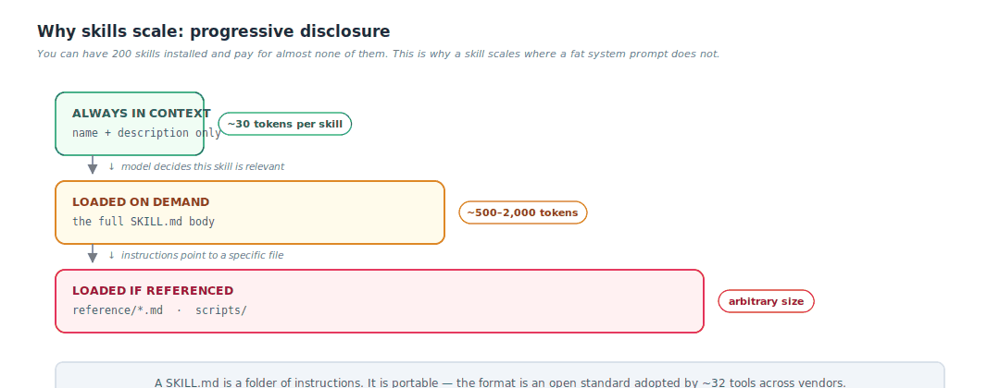 Why skills scale: progressive disclosure
You can have 200 skills installed and pay for almost none of them. This is why a skill scales where a fat system prompt does not.
ALWAYS IN CONTEXT
name + description only
~30 tokens per skill
↓ model decides this skill is relevant
LOADED ON DEMAND
the full SKILL.md body
~500–2,000 tokens
↓ instructions point to a specific file
LOADED IF REFERENCED
reference/*.md · scripts/
arbitrary size
A SKILL.md is a folder of instructions. It is portable — the format is an open standard adopted by ~32 tools across vendors.